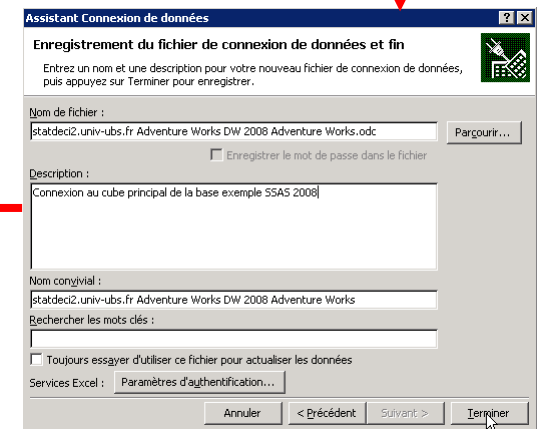 Assistant Connexion de données
Enregistrement du fichier de connexion de données et fin
Entrez un nom et une description pour votre nouveau fichier de connexion de données,
puis appuyez sur Terminer pour enregistrer.
Nom de fichier :
statdeci2.univ-ubs.fr Adventure Works DW 2008 Adventure Works.odc
Parcourir...
Enregistrer le mot de passe dans le fichier
Description :
Connexion au cube principal de la base exemple SSAS 2008
Nom convivial :
statdeci2.univ-ubs.fr Adventure Works DW 2008 Adventure Works
Rechercher les mots clés :
Toujours essayer d'utiliser ce fichier pour actualiser les données
Services Excel : Paramètres d'authentification...
Annuler < Précédent Suivant > Terminer